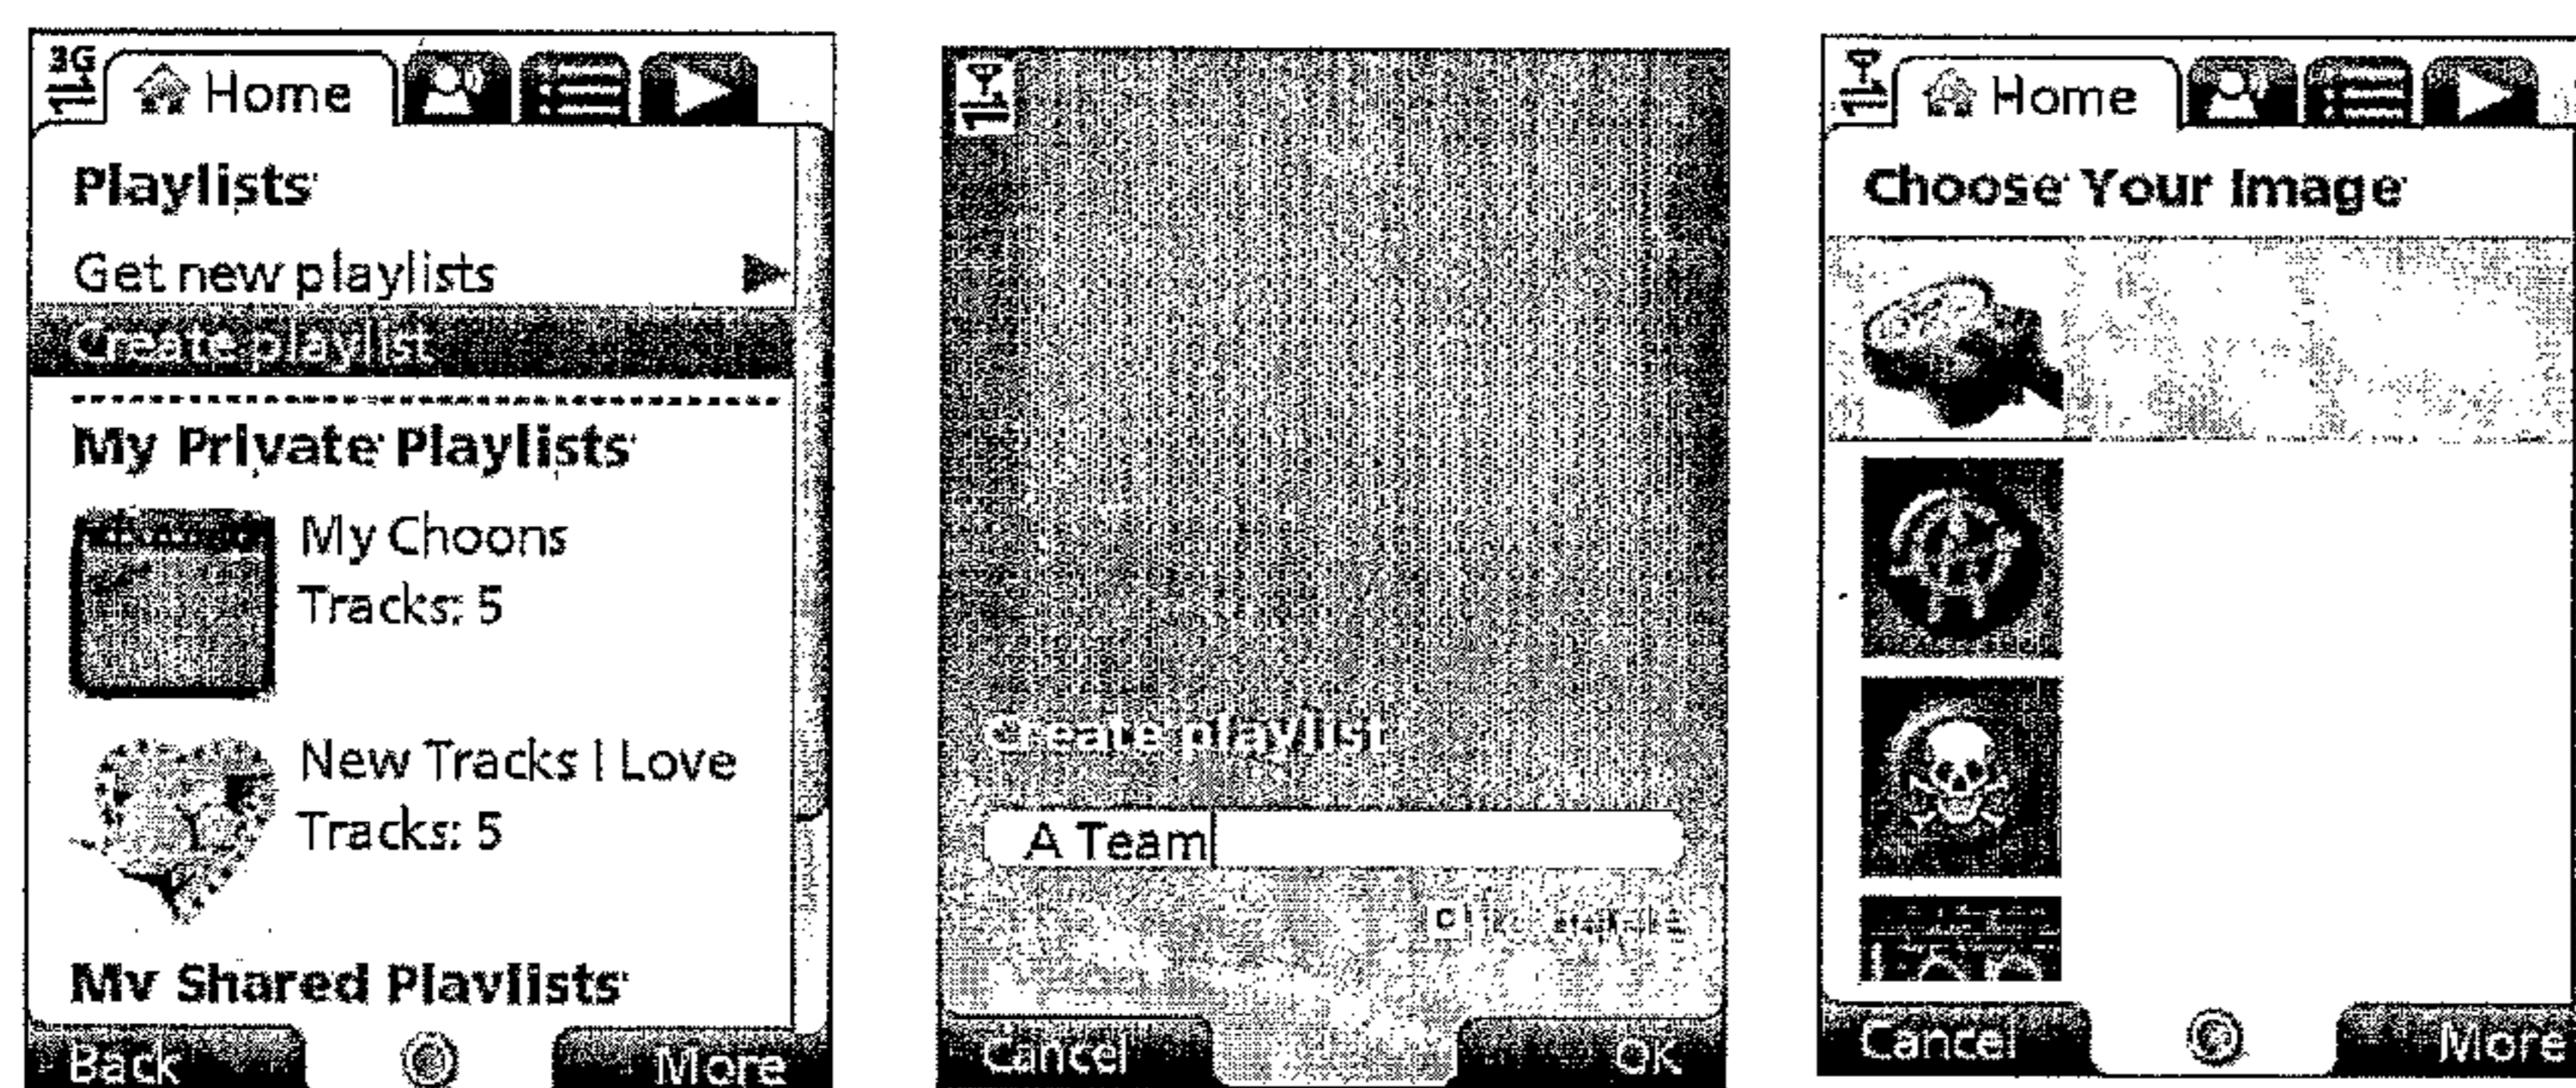 3G
Home
Playlists
Get new playlists
Create playlist
My Private Playlists
My Choons
Tracks: 5
New Tracks I Love
Tracks: 5
My Shared Playlists
Back
More
Create playlist
A Team
Cancel
OK
Home
Choose Your Image
Cancel
More